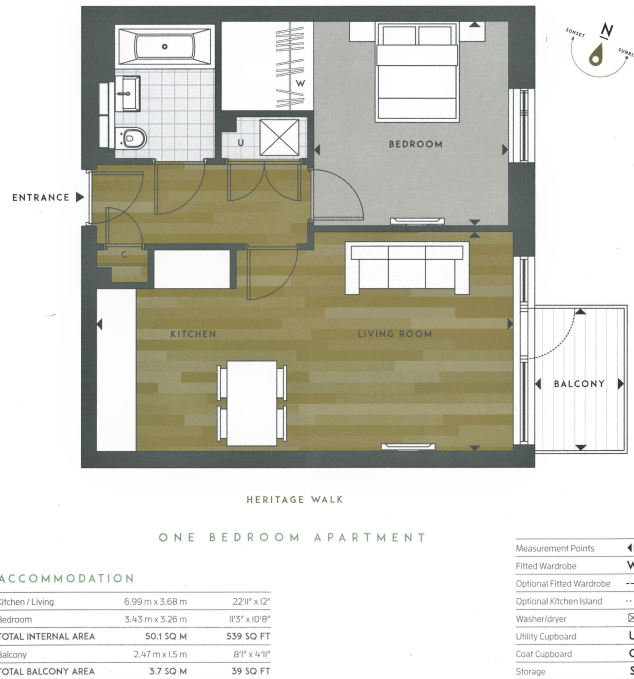 N
SUNSET
SUNRI
W
U
BEDROOM
ENTRANCE
C
KITCHEN
LIVING ROOM
BALCONY
HERITAGE WALK
ONE BEDROOM APARTMENT
ACCOMMODATION
Kitchen / Living 6.99 m x 3.68 m 22'11" x 12"
Bedroom 3.43 m x 3.26 m 11'3" x 10'8"
TOTAL INTERNAL AREA 50.1 SQ M 539 SQ FT
Balcony 2.47 m x 1.5 m 8'1" x 4'11"
TOTAL BALCONY AREA 3.7 SQ M 39 SQ FT
Measurement Points
Fitted Wardrobe W
Optional Fitted Wardrobe
Optional Kitchen Island
Washer/dryer
Utility Cupboard U
Coat Cupboard C
Storage S